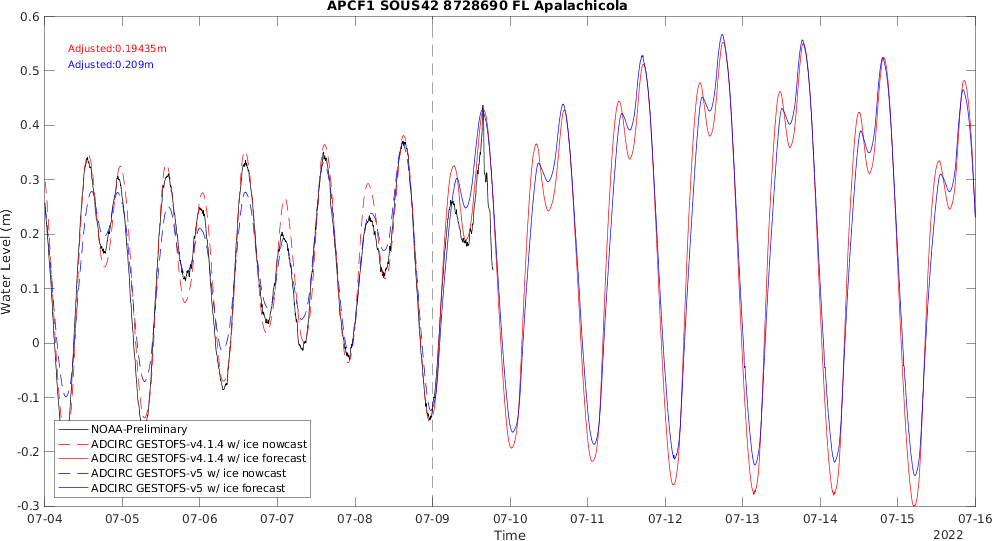 APCF1 SOUS42 8728690 FL Apalachicola
0.6
Adjusted:0.19435m
Adjusted:0.209m
0.5
0.4
0.3
0.2
0.1
0
-0.1
-0.2
-0.3
Water Level (m)
NOAA-Preliminary
ADCIRC GESTOFS-v4.1.4 w/ ice nowcast
ADCIRC GESTOFS-v4.1.4 w/ ice forecast
ADCIRC GESTOFS-v5 w/ ice nowcast
ADCIRC GESTOFS-v5 w/ ice forecast
07-04 07-05 07-06 07-07 07-08 07-09 07-10 07-11 07-12 07-13 07-14 07-15 07-16
Time
2022